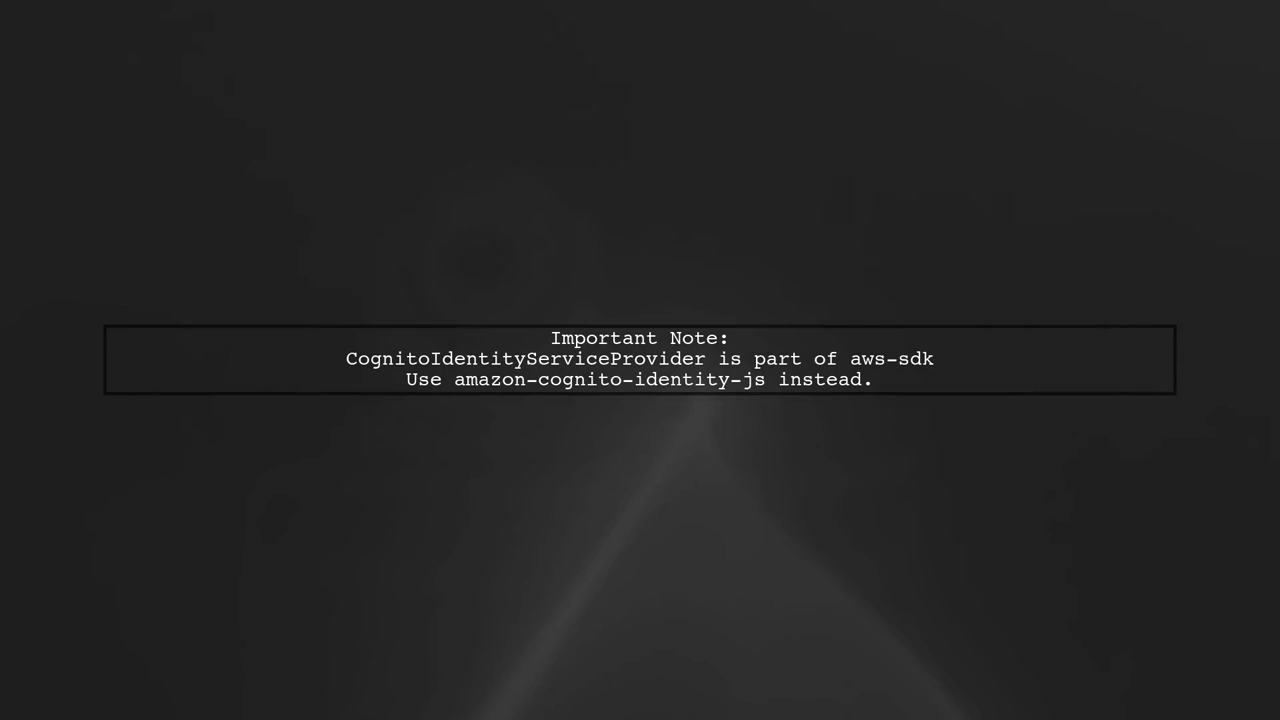 Important Note:
CognitoIdentityServiceProvider is part of aws-sdk
Use amazon-cognito-identity-js instead.